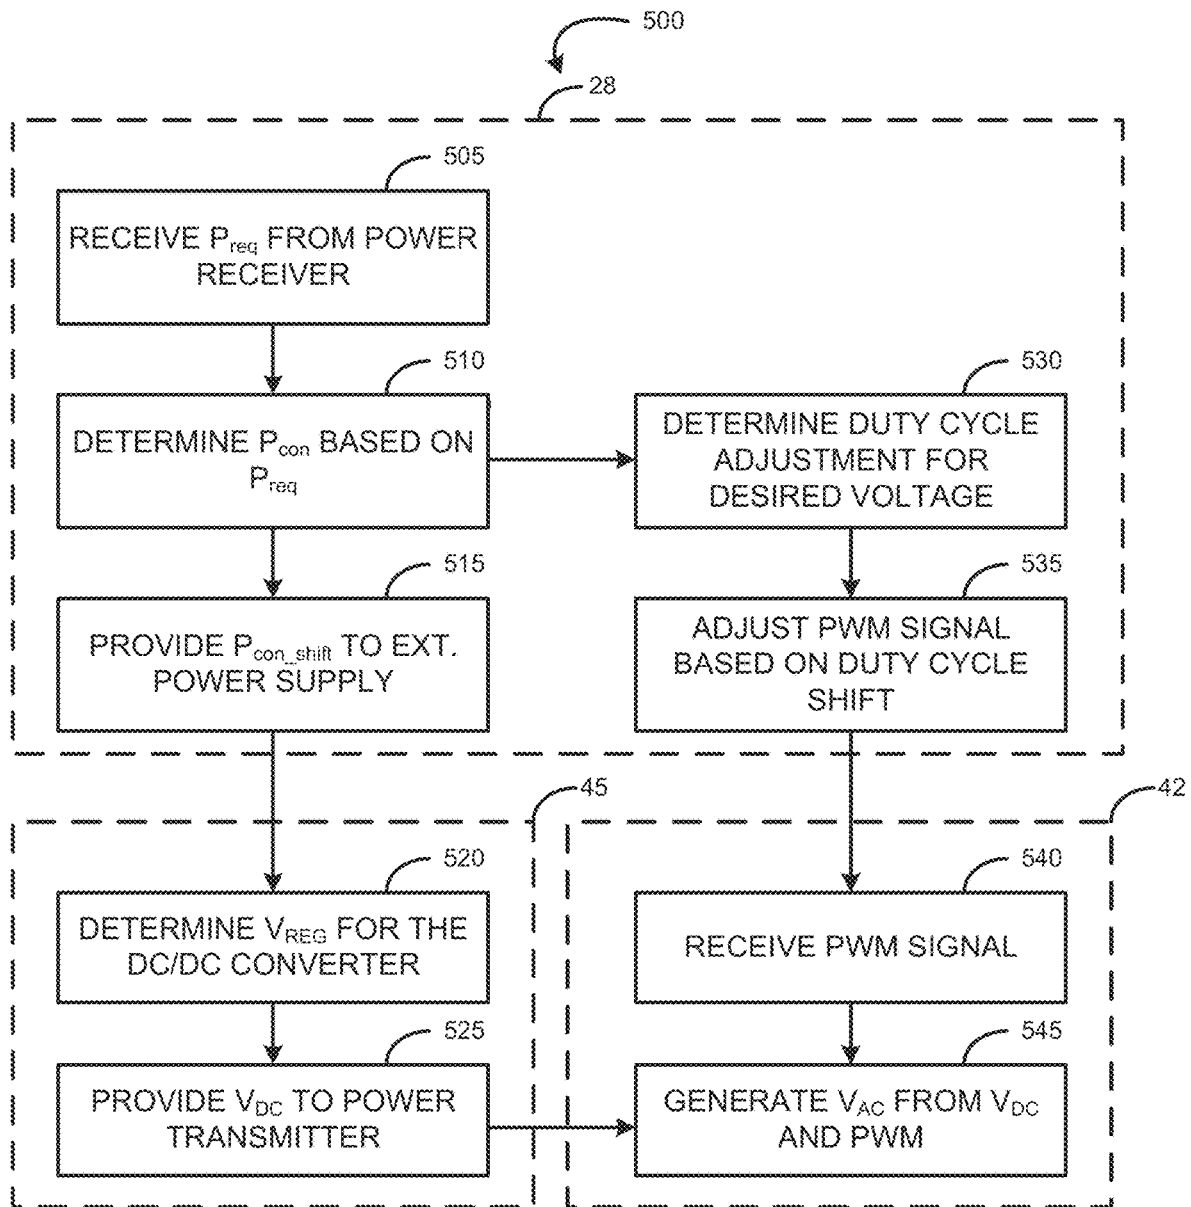 500
28
505
RECEIVE Preq FROM POWER
RECEIVER
510
DETERMINE Pcon BASED ON
Preq
530
DETERMINE DUTY CYCLE
ADJUSTMENT FOR
DESIRED VOLTAGE
515
PROVIDE Pcon_shift TO EXT.
POWER SUPPLY
535
ADJUST PWM SIGNAL
BASED ON DUTY CYCLE
SHIFT
45
42
520
DETERMINE VREG FOR THE
DC/DC CONVERTER
540
RECEIVE PWM SIGNAL
525
PROVIDE VDC TO POWER
TRANSMITTER
545
GENERATE VAC FROM VDC
AND PWM